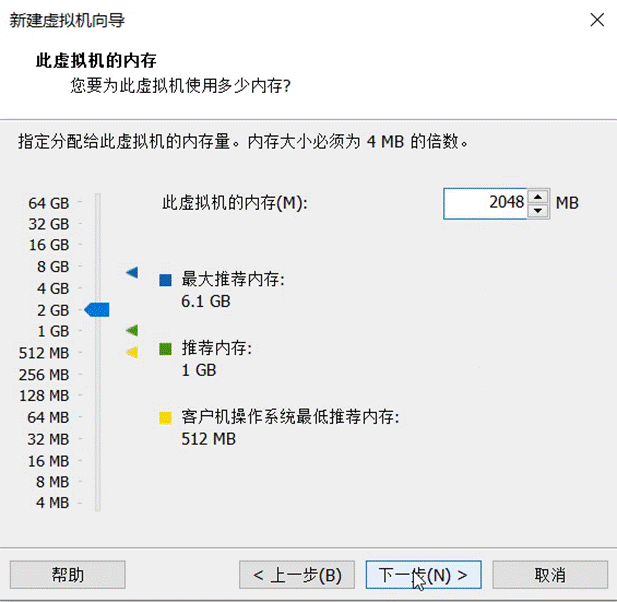 新建虚拟机向导
此虚拟机的内存
您要为此虚拟机使用多少内存?
指定分配给此虚拟机的内存量。内存大小必须为 4 MB 的倍数。
此虚拟机的内存(M): 2048 MB
64 GB
32 GB
16 GB
8 GB
4 GB
2 GB
1 GB
512 MB
256 MB
128 MB
64 MB
32 MB
16 MB
8 MB
4 MB
最大推荐内存:
6.1 GB
推荐内存:
1 GB
客户机操作系统最低推荐内存:
512 MB
帮助 < 上一步(B) 下一步(N) > 取消